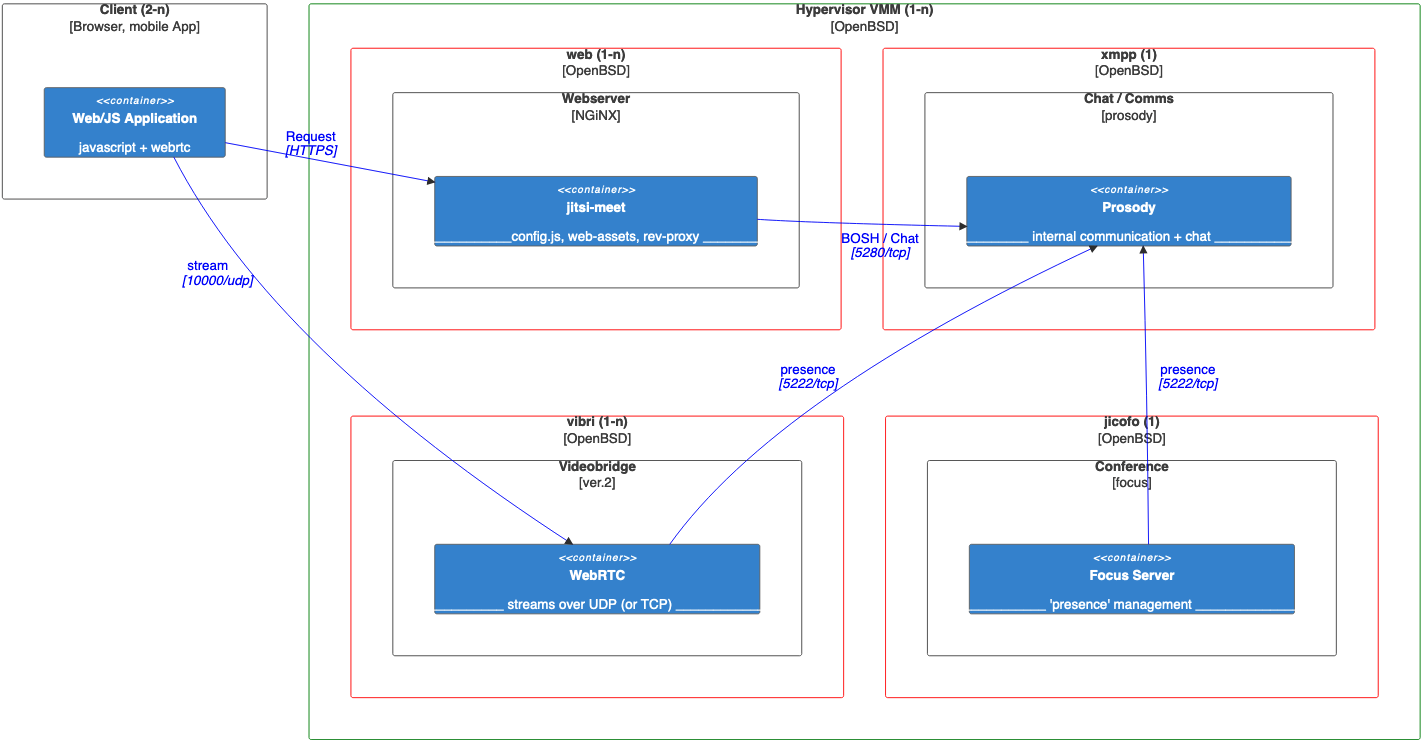 Client (2-n)
[Browser, mobile App]
<<container>>
Web/JS Application
javascript + webrtc
Hypervisor VMM (1-n)
[OpenBSD]
web (1-n)
[OpenBSD]
Webserver
[NGiNX]
<<container>>
jitsi-meet
config.js, web-assets, rev-proxy
xmpp (1)
[OpenBSD]
Chat / Comms
[prosody]
<<container>>
Prosody
internal communication + chat
Request
[HTTPS]
BOSH / Chat
[5280/tcp]
stream
[10000/udp]
presence
[5222/tcp]
presence
[5222/tcp]
vibri (1-n)
[OpenBSD]
Videobridge
[ver.2]
<<container>>
WebRTC
streams over UDP (or TCP)
jicofo (1)
[OpenBSD]
Conference
[focus]
<<container>>
Focus Server
'presence' management